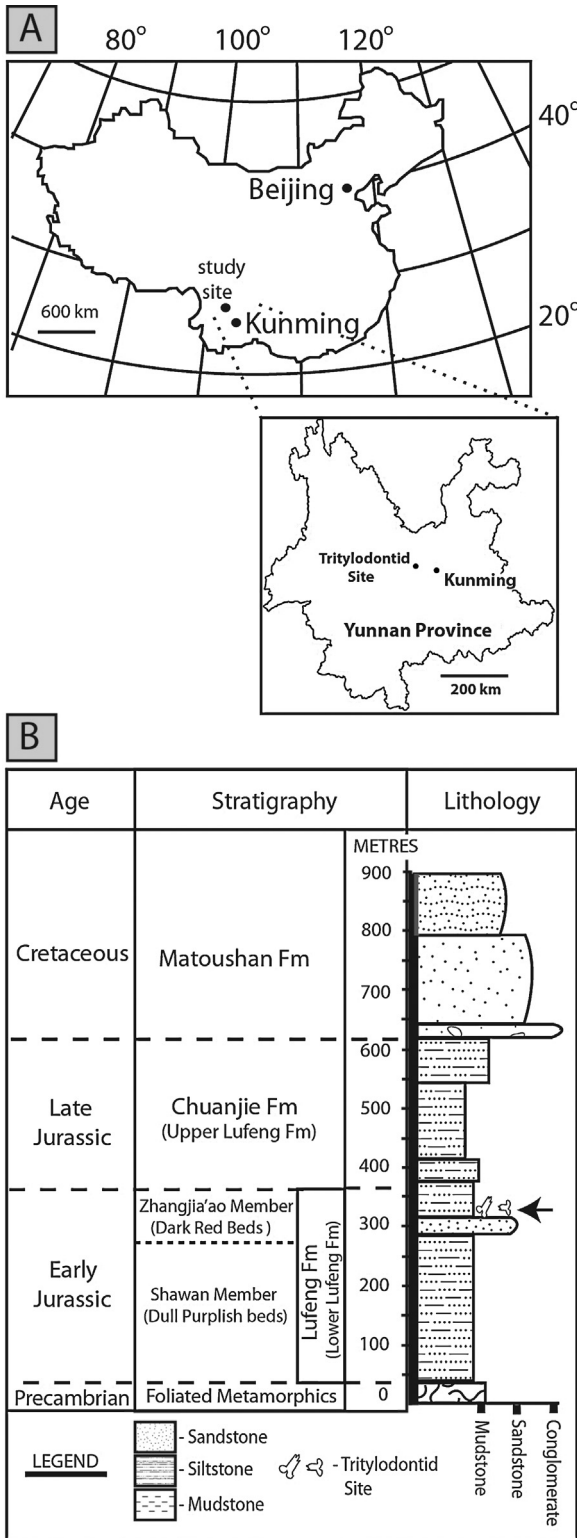 A
80° 100° 120°
40°
Beijing
study
site
600 km
Kunming
20°
Tritylodontid
Site
Kunming
Yunnan Province
200 km
B
Age Stratigraphy Lithology
METRES
900
800
Cretaceous Matoushan Fm
700
600
Late
Jurassic
Chuanjie Fm
(Upper Lufeng Fm)
500
400
Zhangjia'ao Member
(Dark Red Beds )
300
Early
Jurassic
Shawan Member
(Dull Purplish beds)
Lufeng Fm
(Lower Lufeng Fm)
200
100
Precambrian Foliated Metamorphics 0
Mudstone
Sandstone
Conglomerate
LEGEND
- Sandstone
- Siltstone
- Mudstone
- Tritylodontid
Site